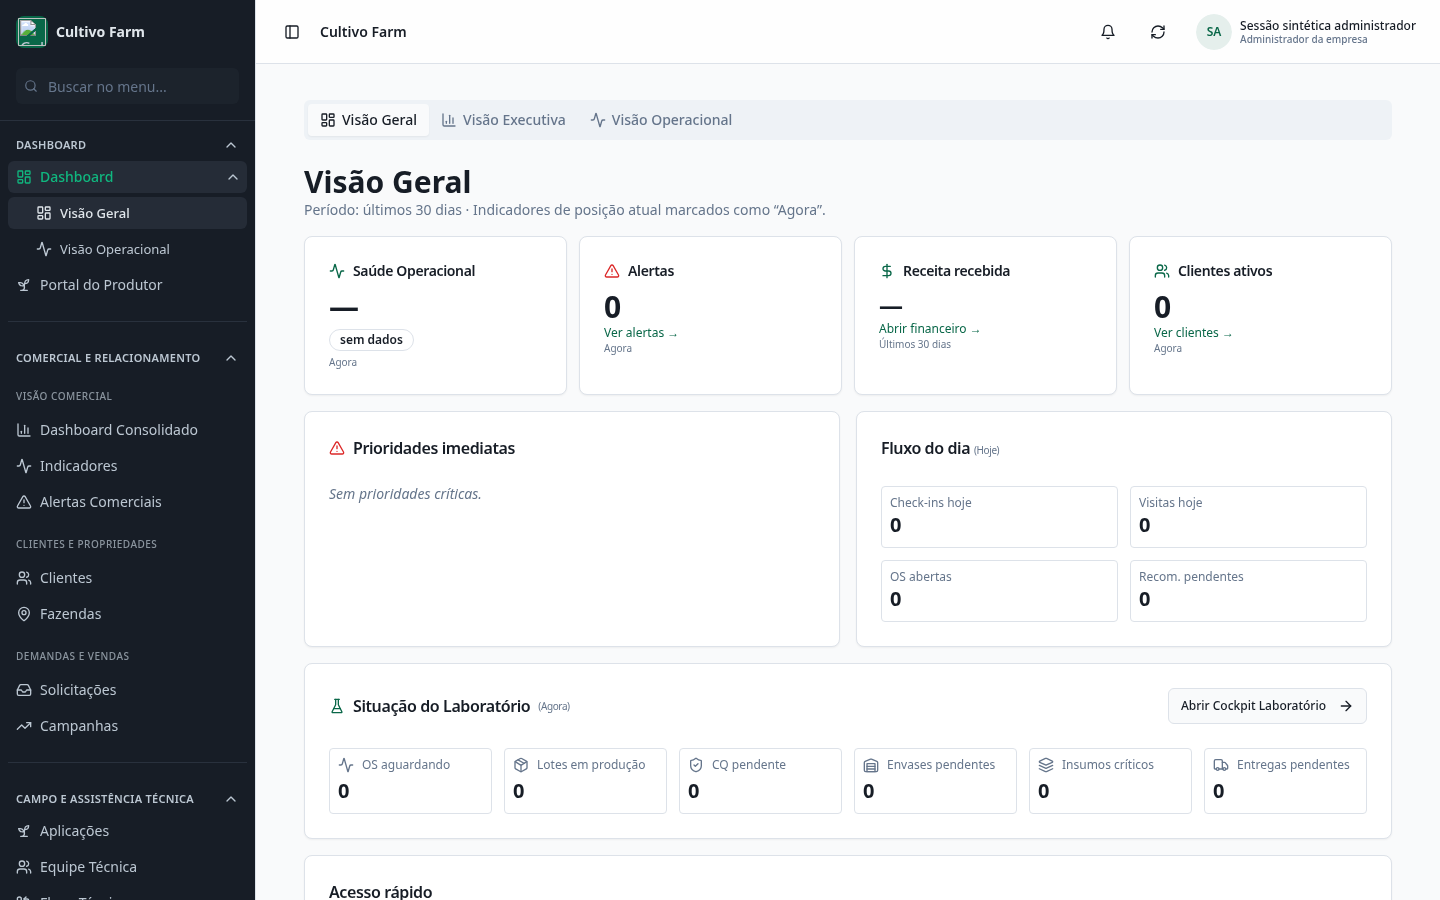 Cultivo Farm
Buscar no menu...
DASHBOARD
Dashboard
Visão Geral
Visão Operacional
Portal do Produtor
COMERCIAL E RELACIONAMENTO
VISÃO COMERCIAL
Dashboard Consolidado
Indicadores
Alertas Comerciais
CLIENTES E PROPRIEDADES
Clientes
Fazendas
DEMANDAS E VENDAS
Solicitações
Campanhas
CAMPO E ASSISTÊNCIA TÉCNICA
Aplicações
Equipe Técnica
Cultivo Farm
SA
Sessão sintética administrador
Administrador da empresa
Visão Geral
Visão Executiva
Visão Operacional
Visão Geral
Período: últimos 30 dias · Indicadores de posição atual marcados como “Agora”.
Saúde Operacional
—
sem dados
Agora
Alertas
0
Ver alertas →
Agora
Receita recebida
—
Abrir financeiro →
Últimos 30 dias
Clientes ativos
0
Ver clientes →
Agora
Prioridades imediatas
Sem prioridades críticas.
Fluxo do dia (Hoje)
Check-ins hoje
0
Visitas hoje
0
OS abertas
0
Recom. pendentes
0
Situação do Laboratório (Agora)
Abrir Cockpit Laboratório
OS aguardando
0
Lotes em produção
0
CQ pendente
0
Envases pendentes
0
Insumos críticos
0
Entregas pendentes
0
Acesso rápido